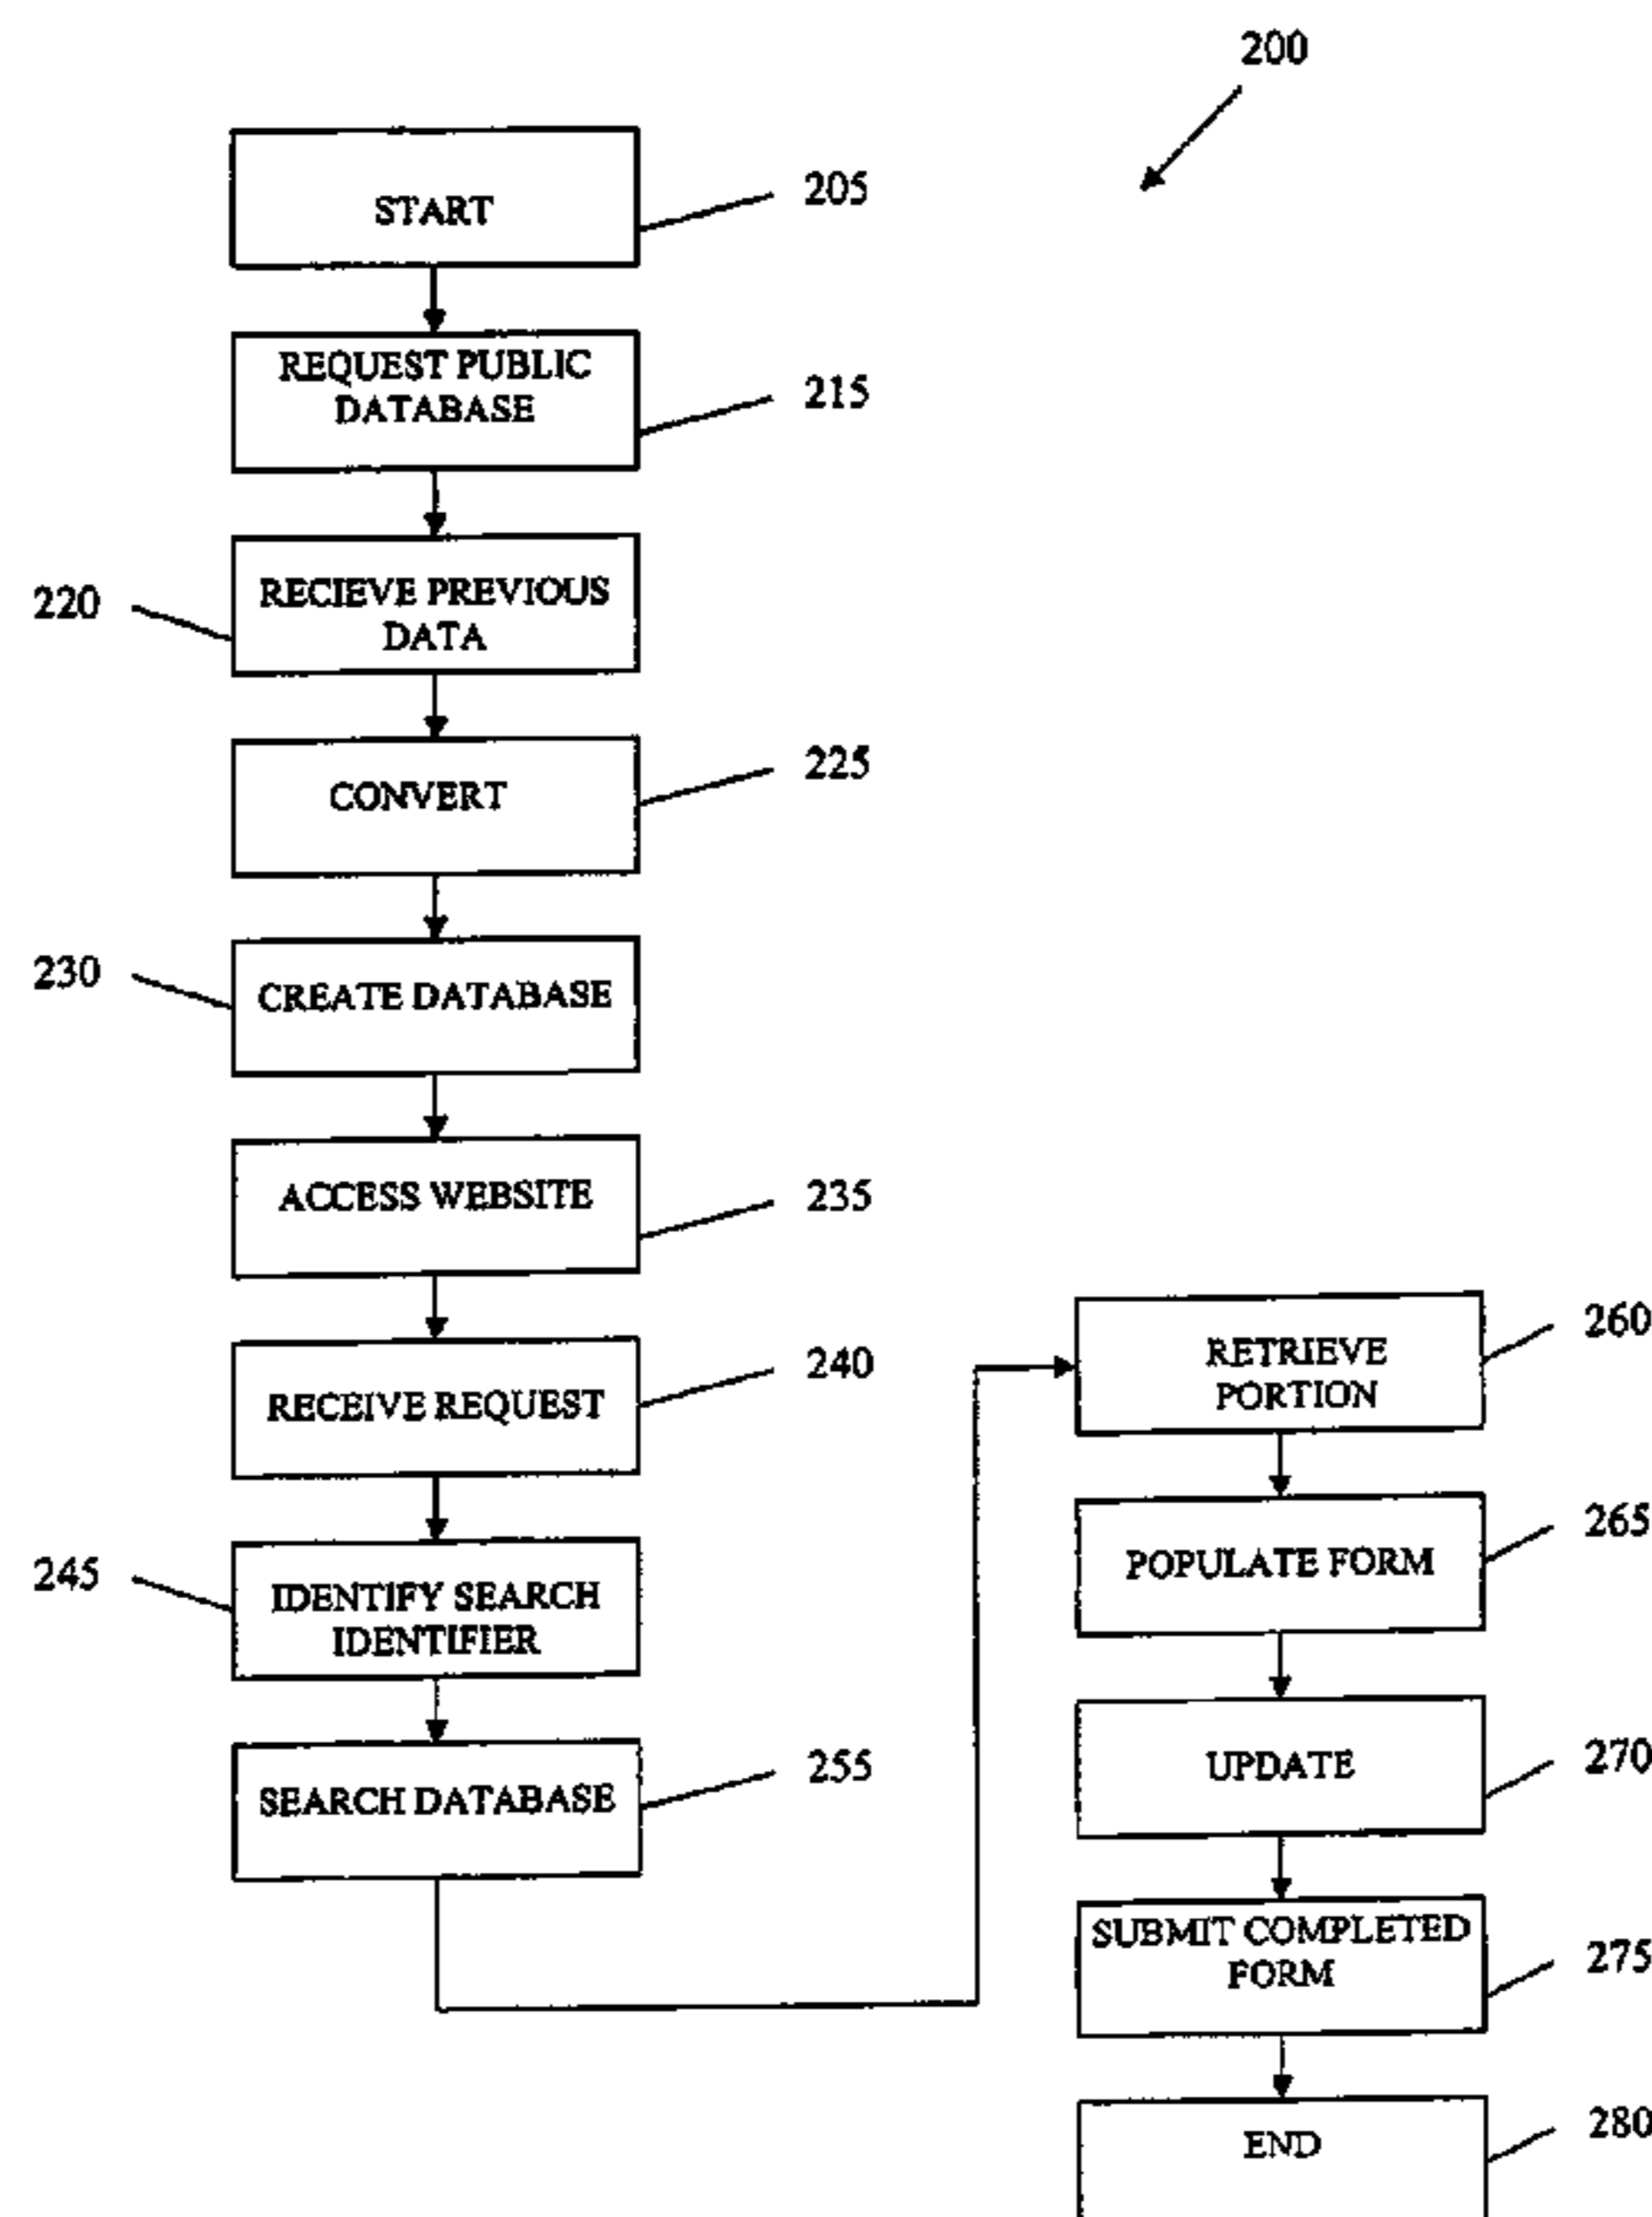 200
START
205
REQUEST PUBLIC
DATABASE
215
220
RECIEVE PREVIOUS
DATA
CONVERT
225
230
CREATE DATABASE
ACCESS WEBSITE
235
RECEIVE REQUEST
240
245
IDENTIFY SEARCH
IDENTIFIER
SEARCH DATABASE
255
RETRIEVE
PORTION
260
POPULATE FORM
265
UPDATE
270
SUBMIT COMPLETED
FORM
275
END
280